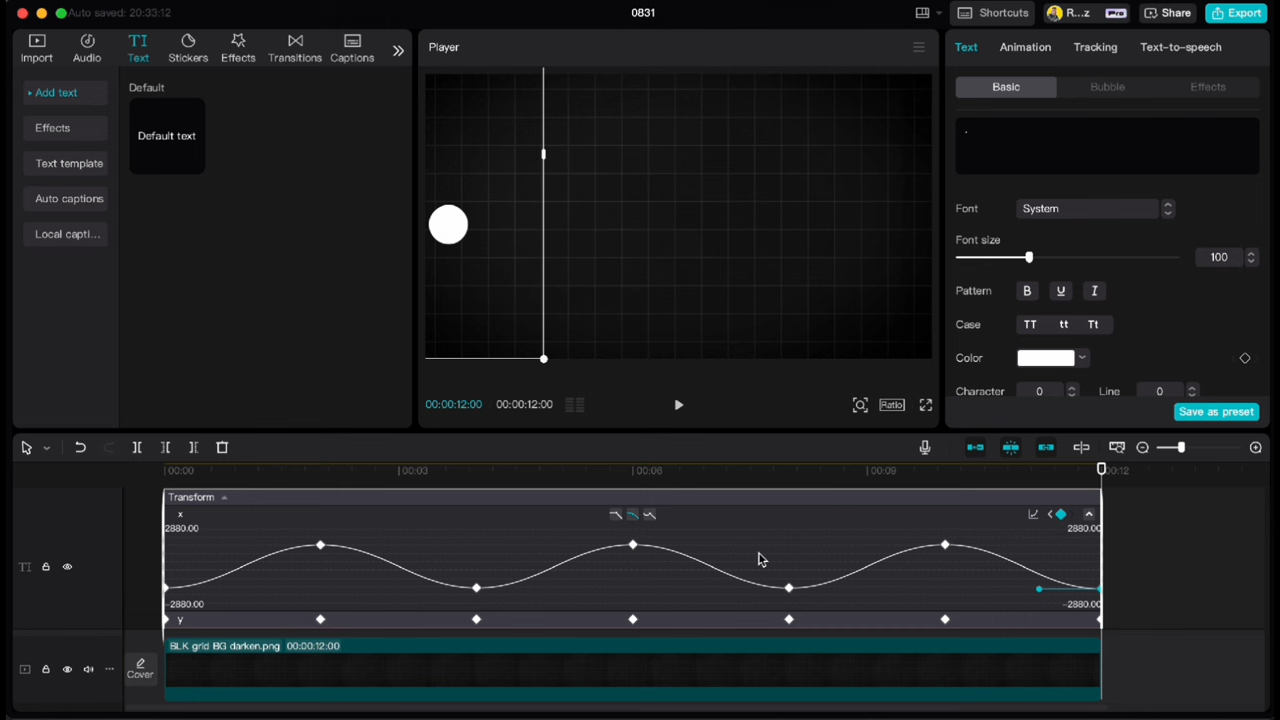 Auto saved: 20:33:12
0831
Shortcuts
R...z
Pro
Share
Export
Import
Audio
TI
Text
Stickers
Effects
Transitions
Captions
Add text
Effects
Text template
Auto captions
Local capti...
Default
Default text
Player
00:00:12:00
00:00:12:00
Ratio
Text
Animation
Tracking
Text-to-speech
Basic
Bubble
Effects
Font
System
Font size
100
Pattern
B
U
I
Case
TT
tt
Tt
Color
Character
0
Line
0
Save as preset
00:00
00:03
00:06
00:09
00:12
Transform
x
2880.00
2880.00
-2880.00
-2880.00
y
TI
BLK grid BG darken.png 00:00:12:00
Cover